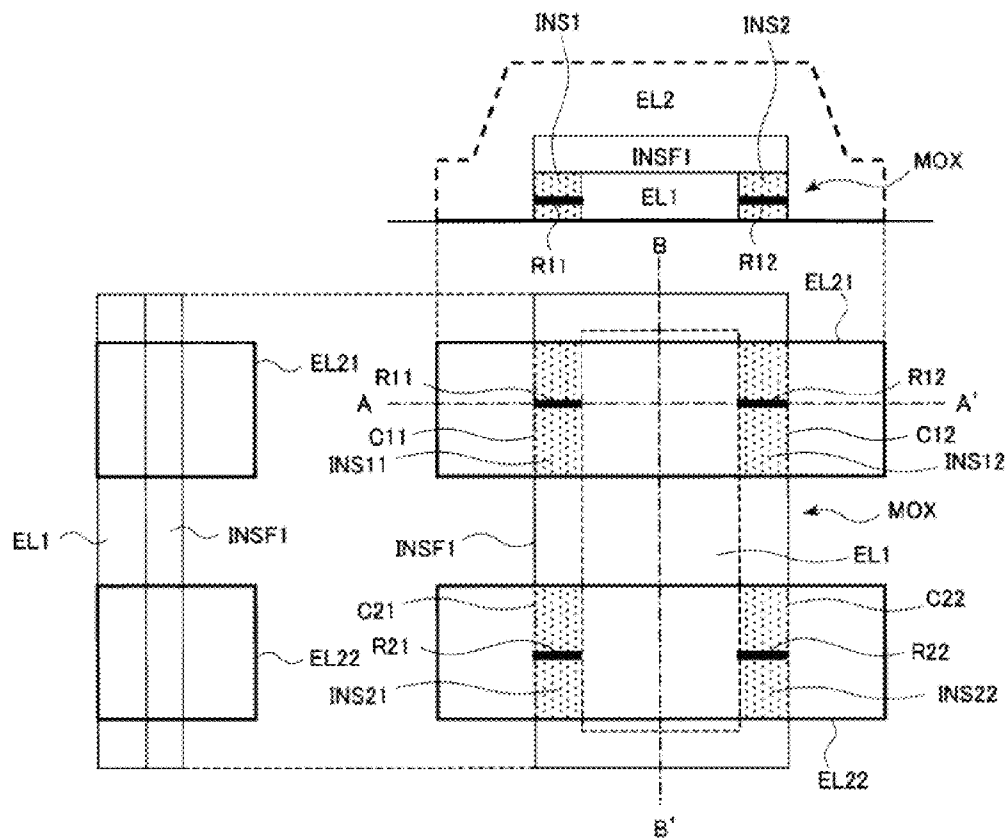 INS1
INS2
EL2
INSF1
MOX
EL1
R11
R12
B
EL21
EL21
R11
R12
A
A'
C11
C12
INS11
INS12
MOX
EL1
INSF1
INSF1
EL1
C21
C22
EL22
R21
R22
INS21
INS22
EL22
B'